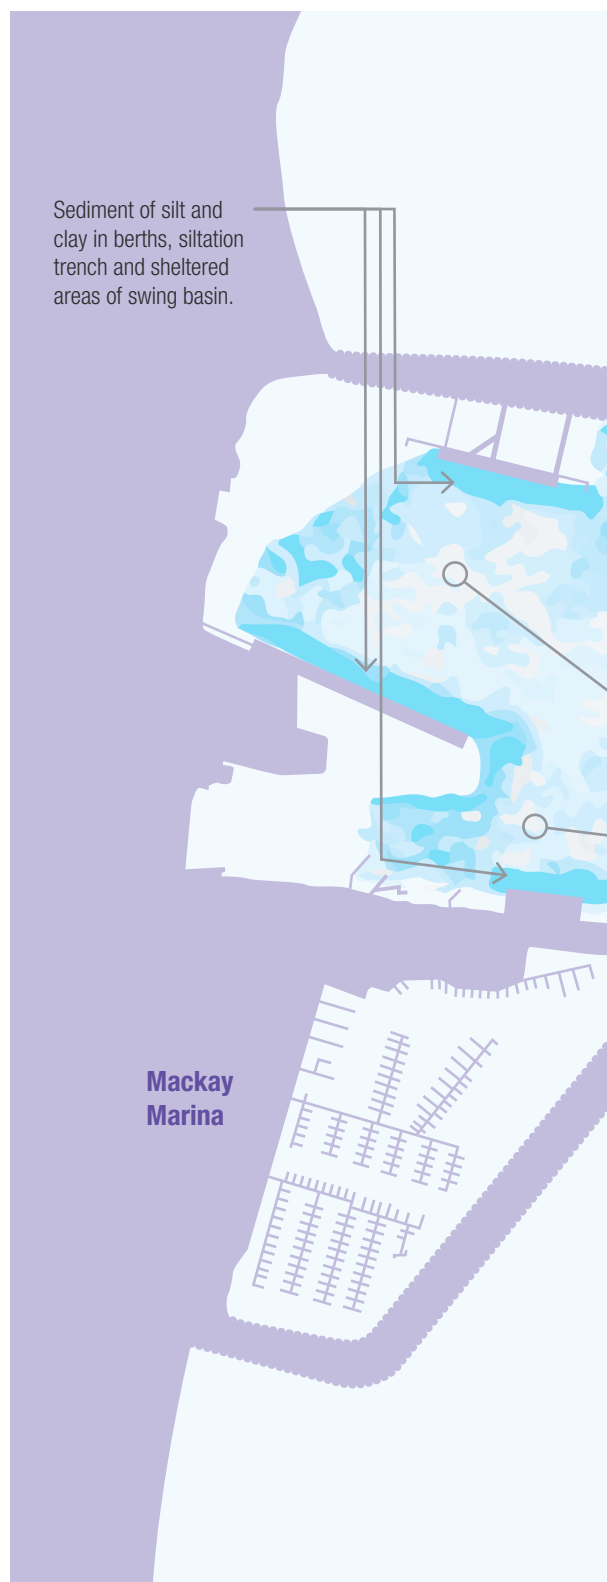 Sediment of silt and
clay in berths, siltation
trench and sheltered
areas of swing basin.
Mackay
Marina